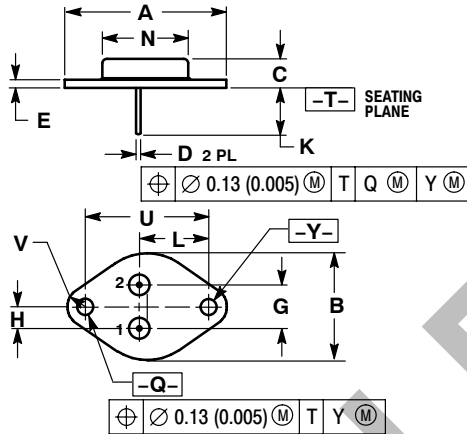 A
N
C
E
-T- SEATING PLANE
K
D 2 PL
⌖ ∅ 0.13 (0.005) Ⓜ T Q Ⓜ Y Ⓜ
U
V
L
-Y-
2
H
G
B
1
-Q-
⌖ ∅ 0.13 (0.005) Ⓜ T Y Ⓜ